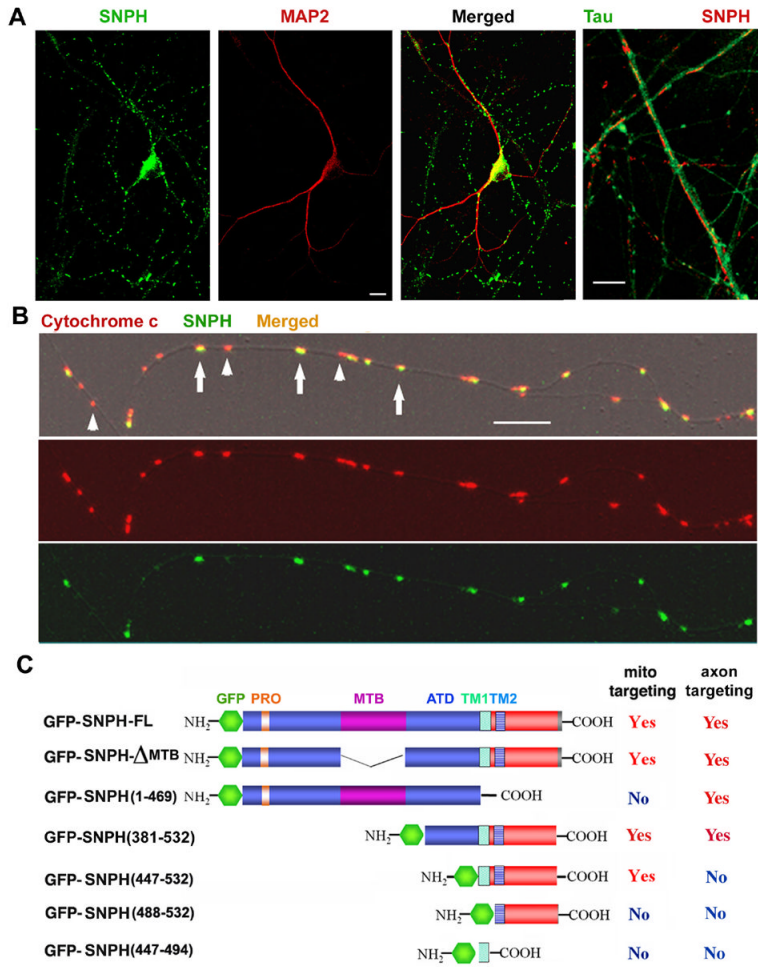 A
SNPH MAP2 Merged Tau SNPH
B
Cytochrome c SNPH Merged
C
mito targeting axon targeting
GFP PRO MTB ATD TM1 TM2
GFP-SNPH-FL NH2 COOH Yes Yes
GFP-SNPH-ΔMTB NH2 COOH Yes Yes
GFP-SNPH(1-469) NH2 COOH No Yes
GFP-SNPH(381-532) NH2 COOH Yes Yes
GFP-SNPH(447-532) NH2 COOH Yes No
GFP-SNPH(488-532) NH2 COOH No No
GFP-SNPH(447-494) NH2 COOH No No